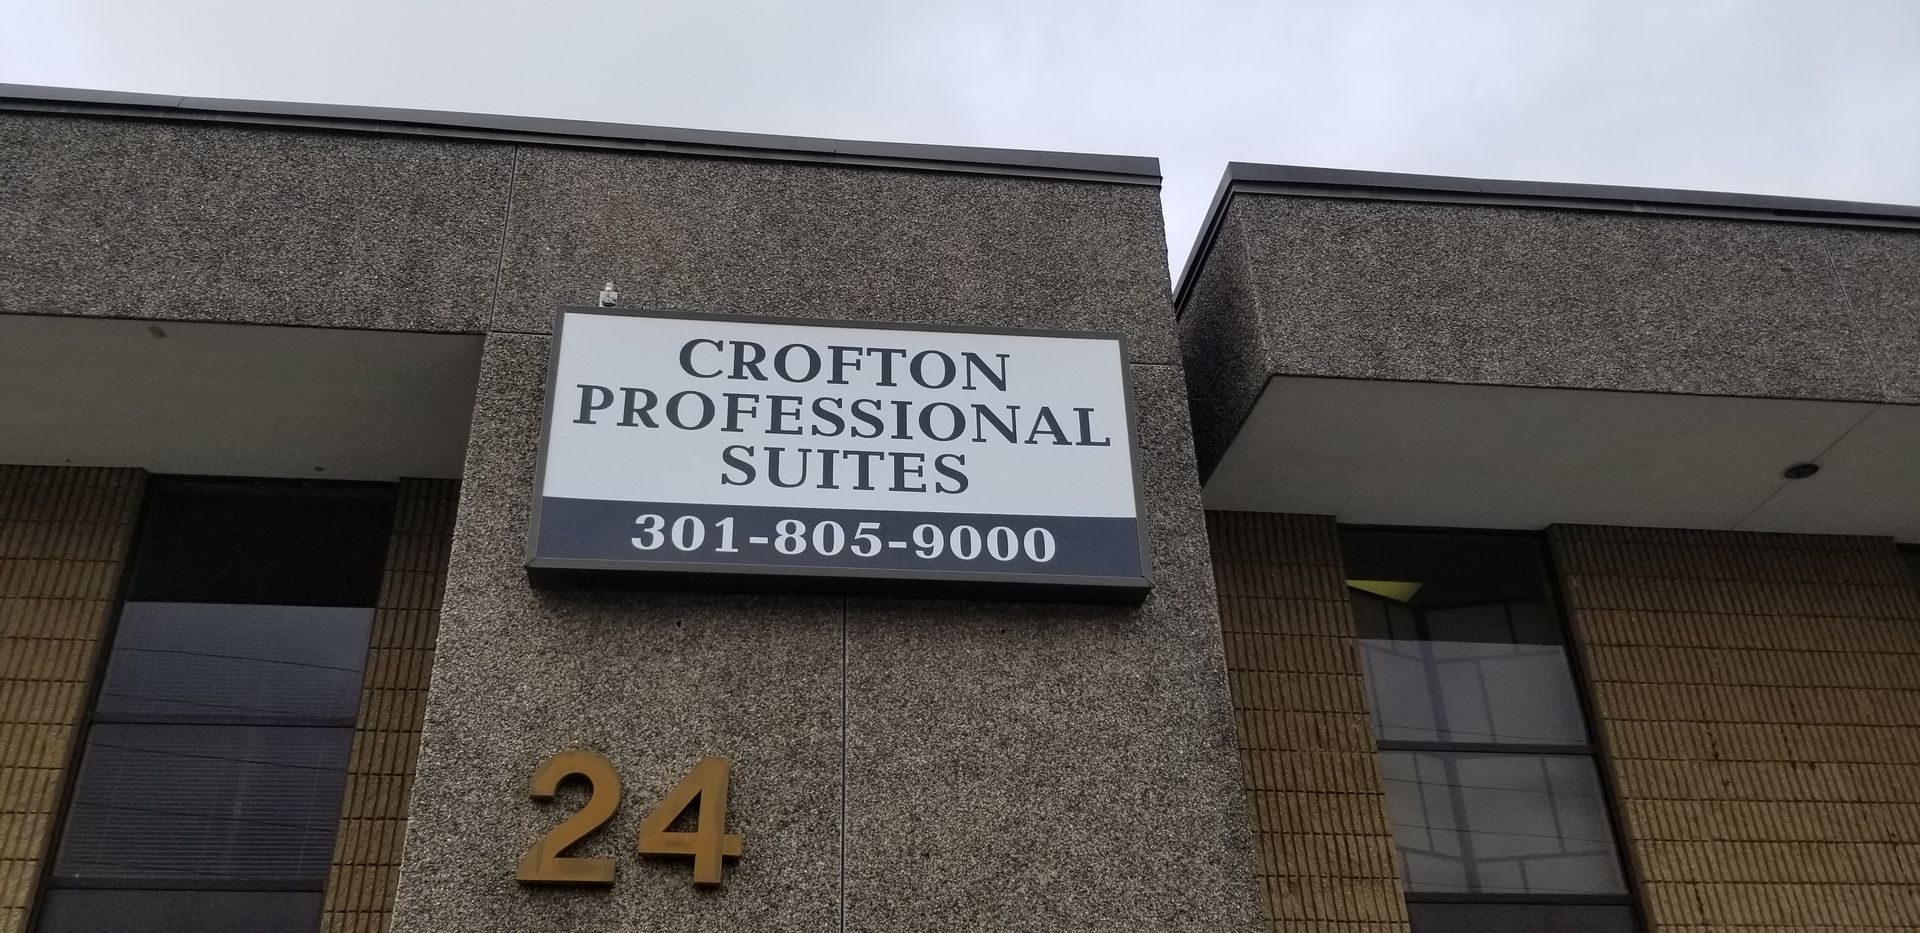 CROFTON
PROFESSIONAL
SUITES
301-805-9000
24